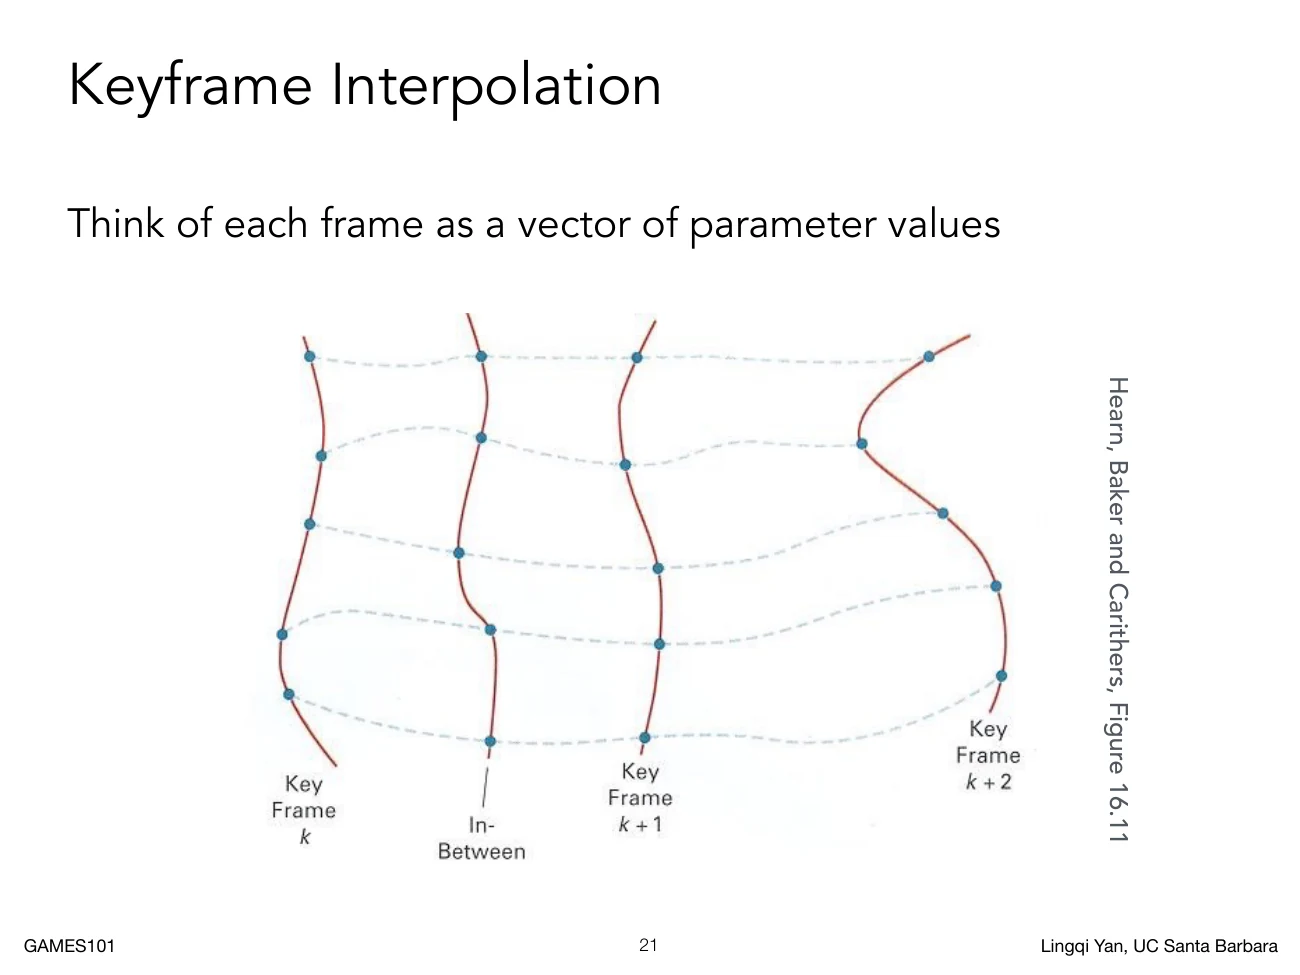 Keyframe Interpolation
Think of each frame as a vector of parameter values
Key
Frame
k
In-
Between
Key
Frame
k + 1
Key
Frame
k + 2
Hearn, Baker and Carithers, Figure 16.11
GAMES101
21
Lingqi Yan, UC Santa Barbara